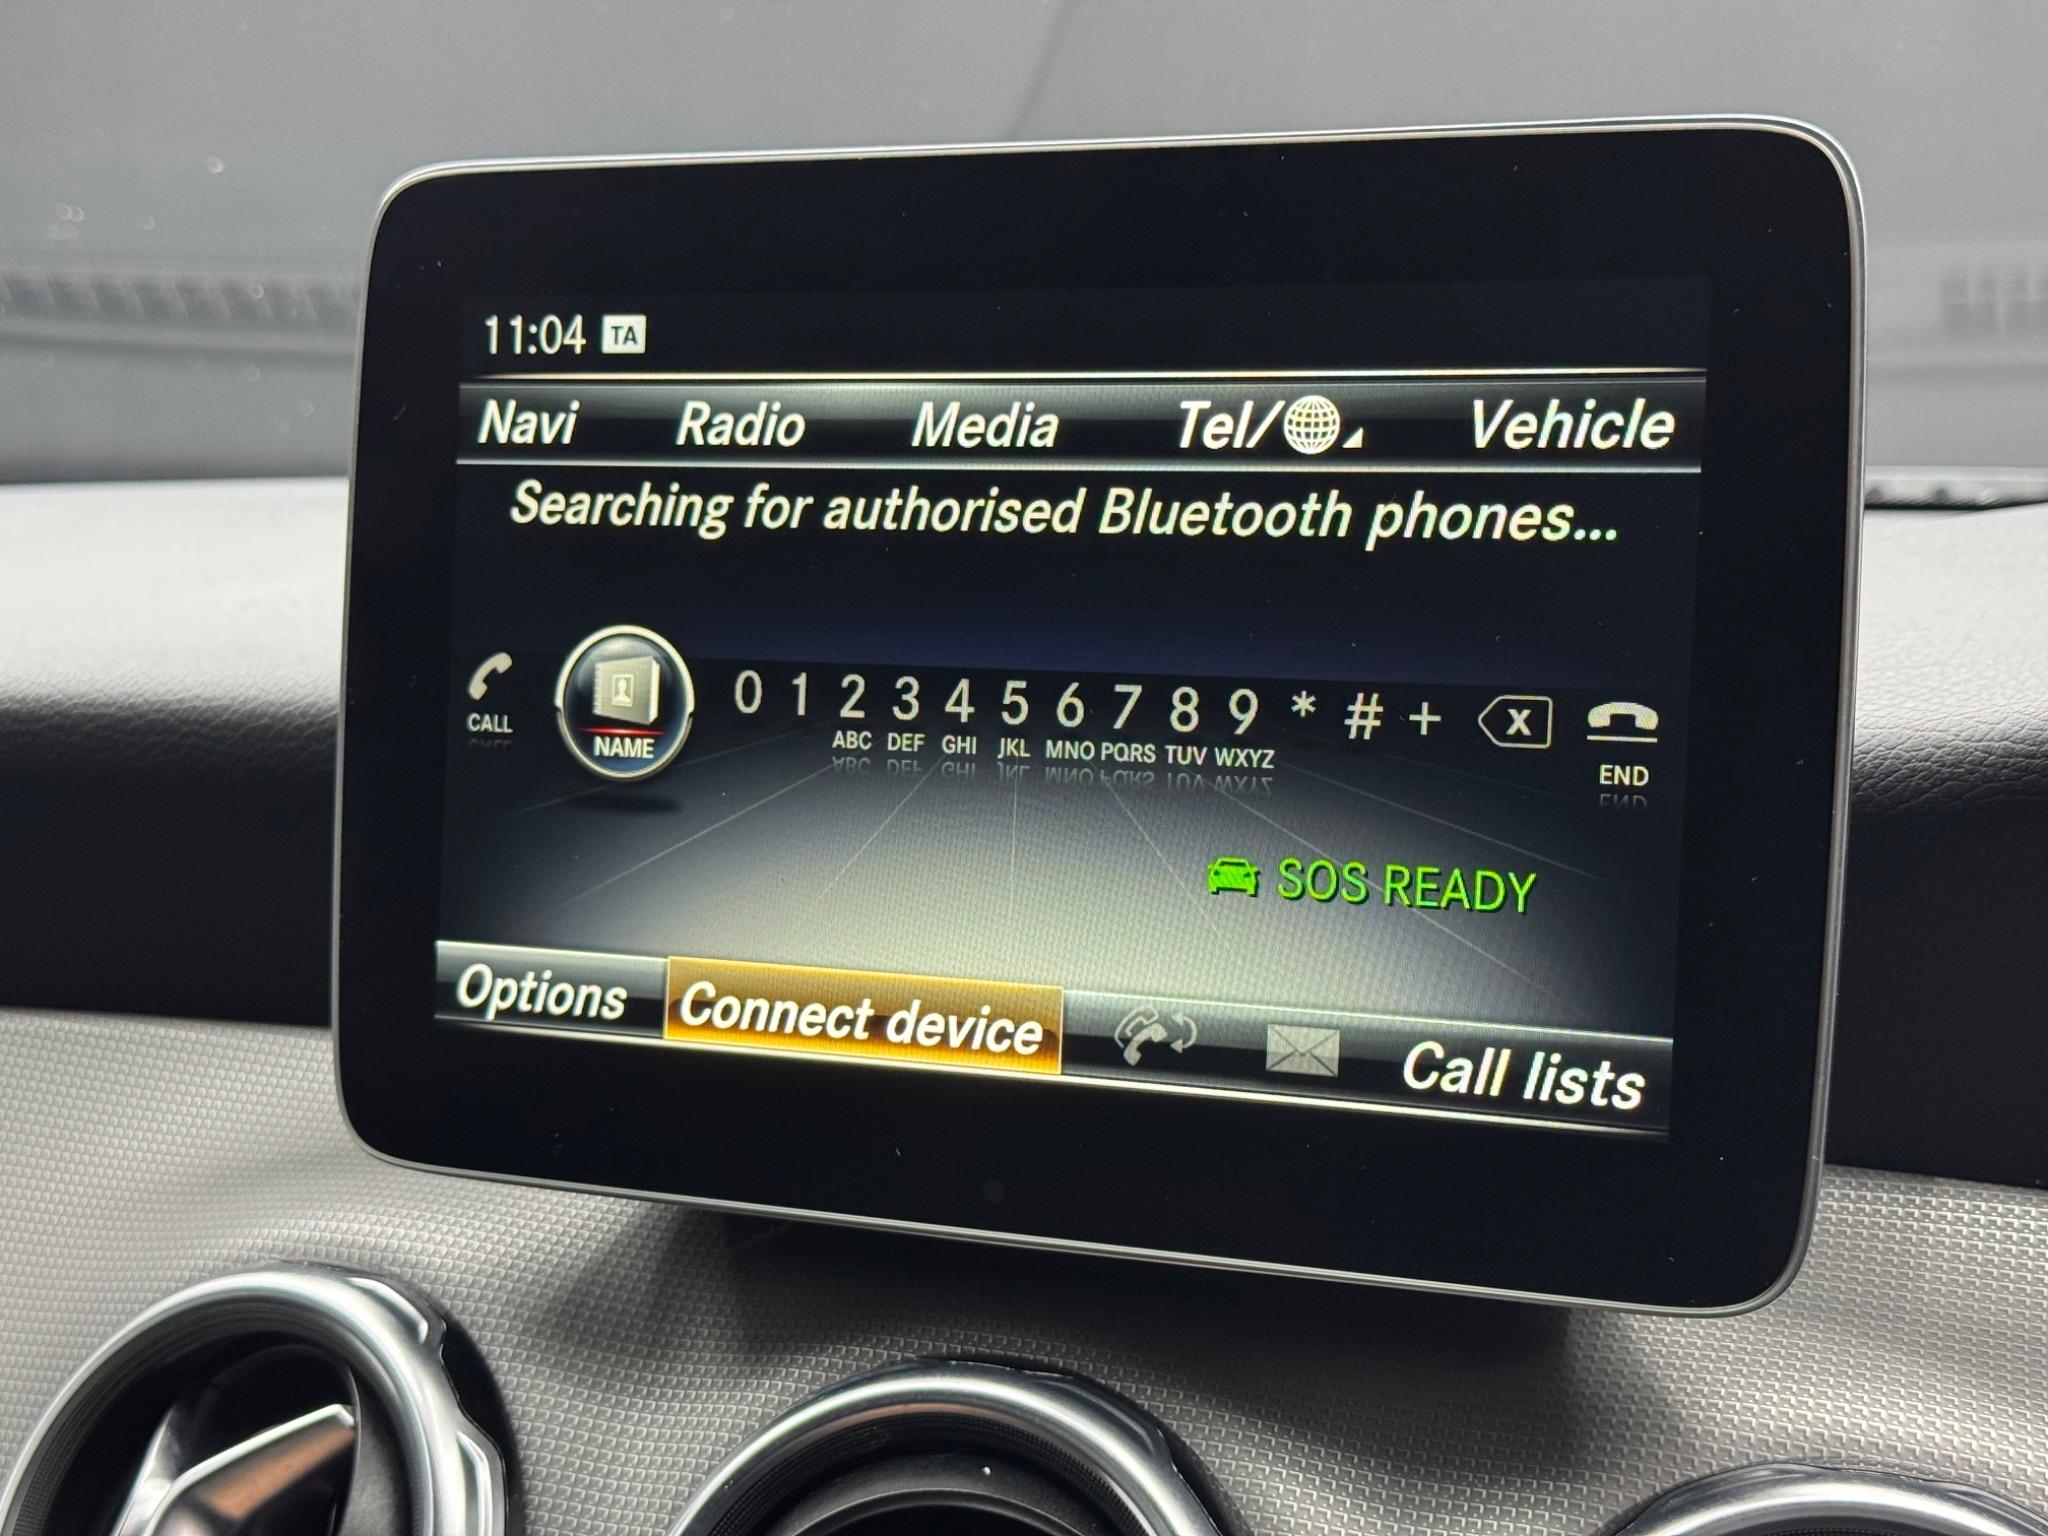 11:04 TA
Navi Radio Media Tel/ Vehicle
Searching for authorised Bluetooth phones...
0 1 2 3 4 5 6 7 8 9 * # + x
CALL NAME ABC DEF GHI JKL MNO PQRS TUV WXYZ END
SOS READY
Options Connect device Call lists